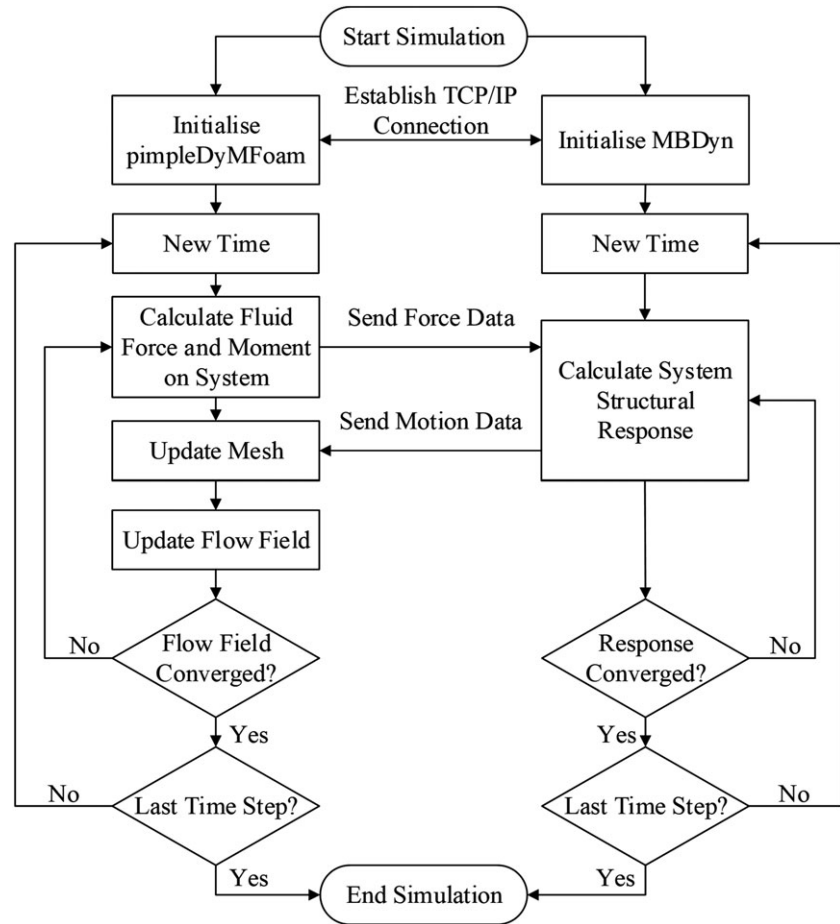 Start Simulation
Establish TCP/IP
Connection
Initialise
pimpleDyMFoam
Initialise MBDyn
New Time
New Time
Calculate Fluid
Force and Moment
on System
Send Force Data
Calculate System
Structural
Response
Send Motion Data
Update Mesh
Update Flow Field
No
Flow Field
Converged?
Response
Converged?
No
Yes
Yes
No
Last Time Step?
Last Time Step?
No
Yes
Yes
End Simulation